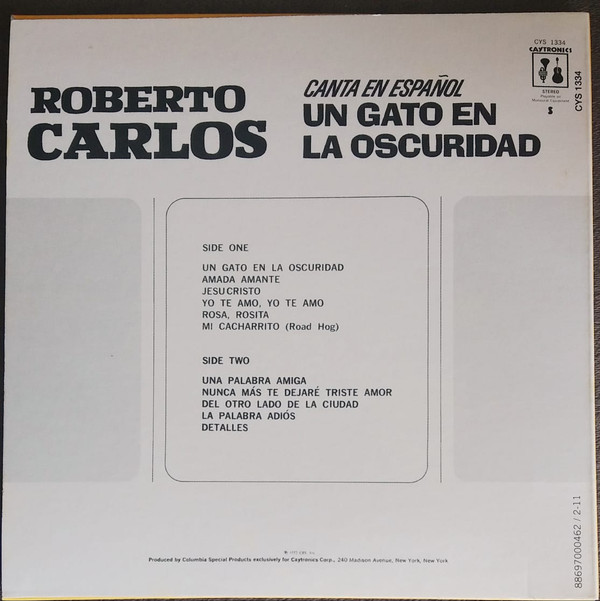 CYS 1334
CAYTRONICS
STEREO
S
CYS 1334
ROBERTO
CARLOS
CANTA EN ESPAÑOL
UN GATO EN
LA OSCURIDAD
SIDE ONE
UN GATO EN LA OSCURIDAD
AMADA AMANTE
JESUCRISTO
YO TE AMO, YO TE AMO
ROSA, ROSITA
MI CACHARRITO (Road Hog)
SIDE TWO
UNA PALABRA AMIGA
NUNCA MÁS TE DEJARÉ TRISTE AMOR
DEL OTRO LADO DE LA CIUDAD
LA PALABRA ADIÓS
DETALLES
Produced by Columbia Special Products exclusively for Caytronics Corp., 240 Madison Avenue, New York, New York
88697000462 / 2-11